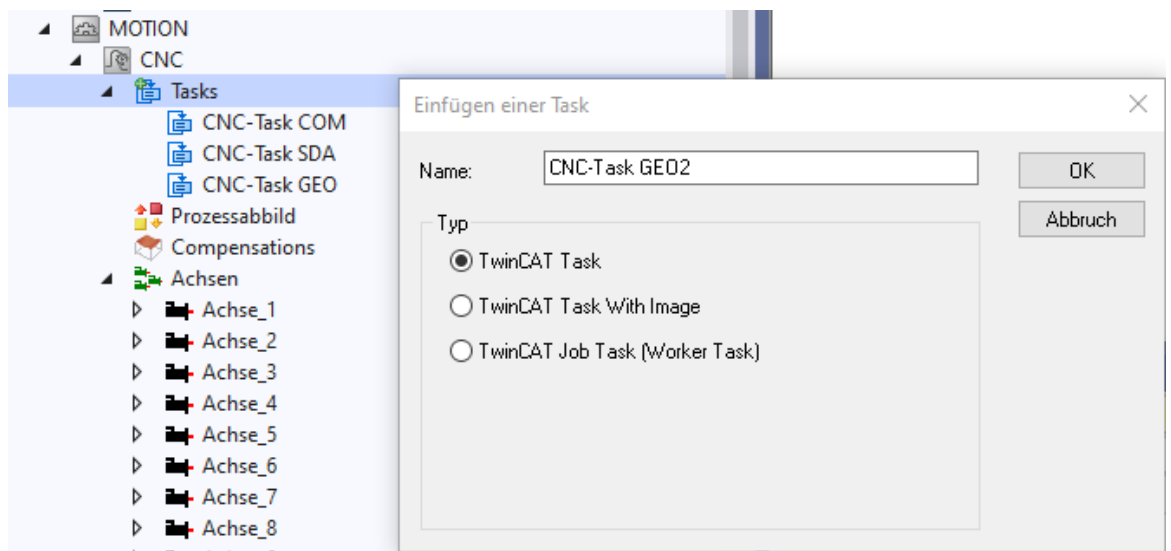 MOTION
CNC
Tasks
CNC-Task COM
CNC-Task SDA
CNC-Task GEO
Prozessabbild
Compensations
Achsen
Achse_1
Achse_2
Achse_3
Achse_4
Achse_5
Achse_6
Achse_7
Achse_8
Einfügen einer Task
Name: CNC-Task GEO2 OK
Abbruch
Typ
TwinCAT Task
TwinCAT Task With Image
TwinCAT Job Task (Worker Task)